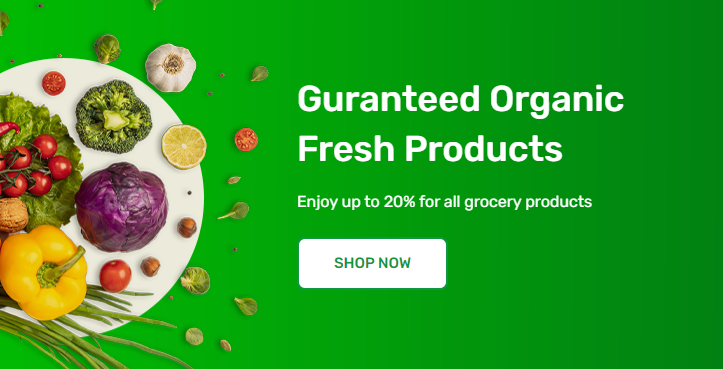 Guranteed Organic
Fresh Products
Enjoy up to 20% for all grocery products
SHOP NOW